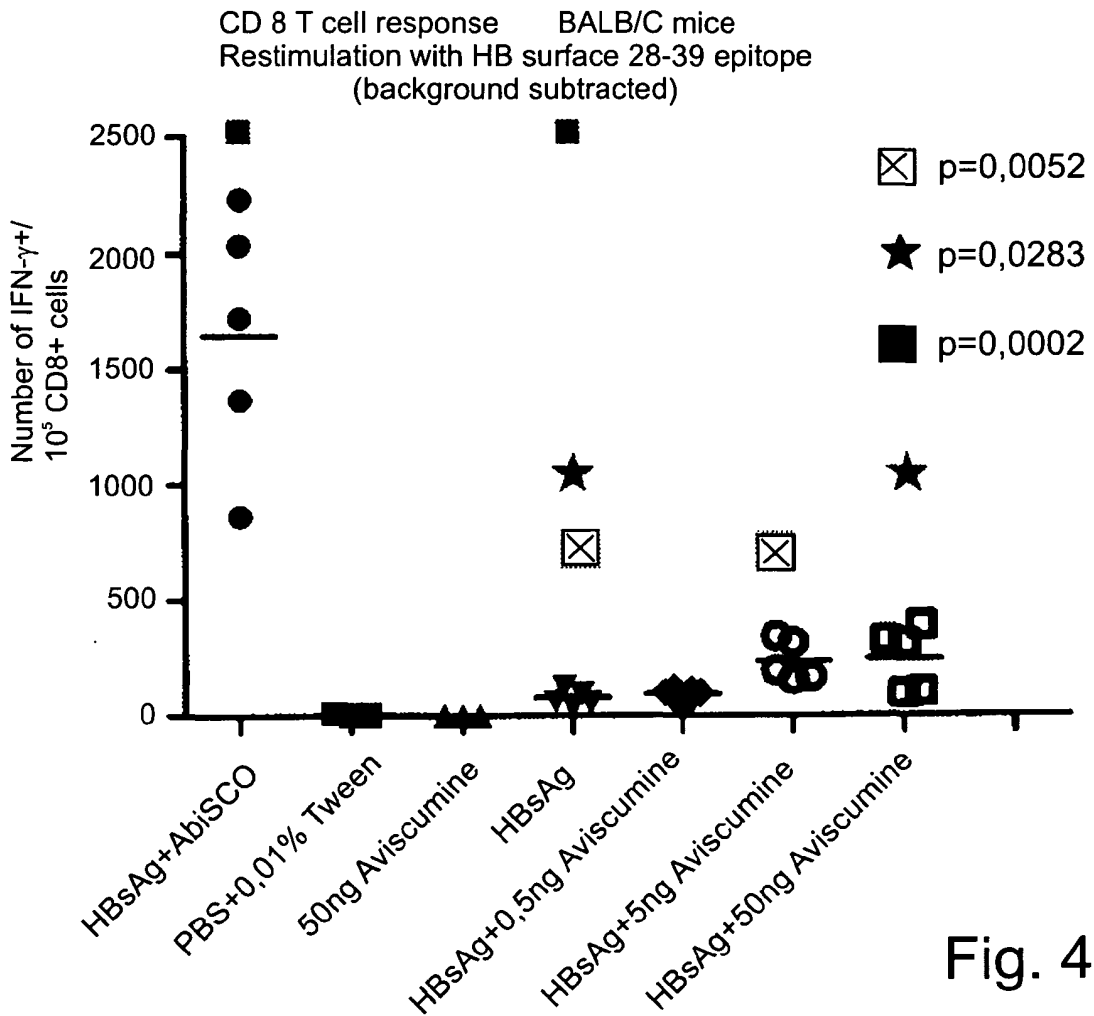 CD 8 T cell response BALB/C mice
Restimulation with HB surface 28-39 epitope
(background subtracted)
Number of IFN-γ+/
10⁵ CD8+ cells
2500
2000
1500
1000
500
0
p=0,0052
p=0,0283
p=0,0002
HBsAg+AbiSCO
PBS+0,01% Tween
50ng Aviscumine
HBsAg
HBsAg+0,5ng Aviscumine
HBsAg+5ng Aviscumine
HBsAg+50ng Aviscumine
Fig. 4